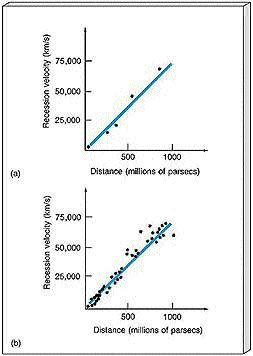 Recession velocity (km/s)
75,000
50,000
25,000
500
1000
Distance (millions of parsecs)
(a)
Recession velocity (km/s)
75,000
50,000
25,000
500
1000
Distance (millions of parsecs)
(b)